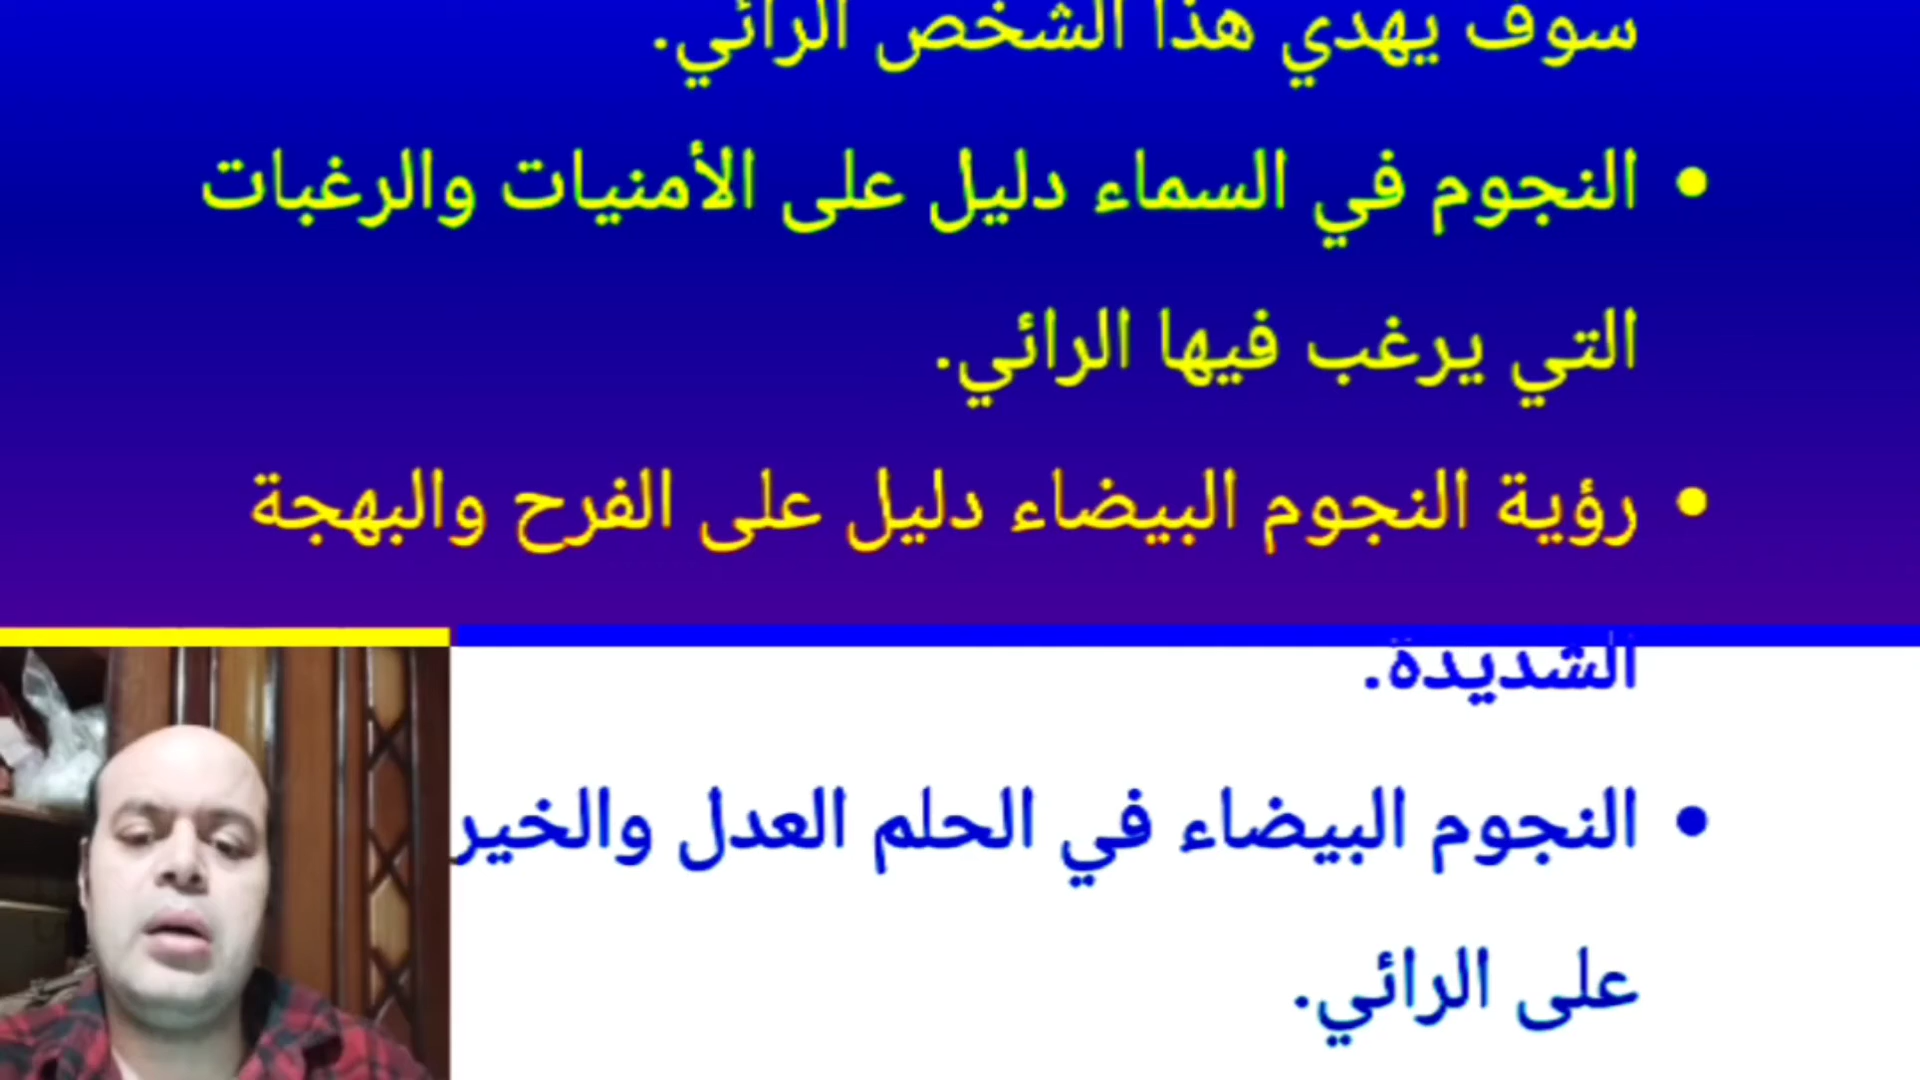 سوف يهدي هذا الشخص الرائي.
• النجوم في السماء دليل على الأمنيات والرغبات
التي يرغب فيها الرائي.
• رؤية النجوم البيضاء دليل على الفرح والبهجة
الشديدة.
• النجوم البيضاء في الحلم العدل والخير
على الرائي.